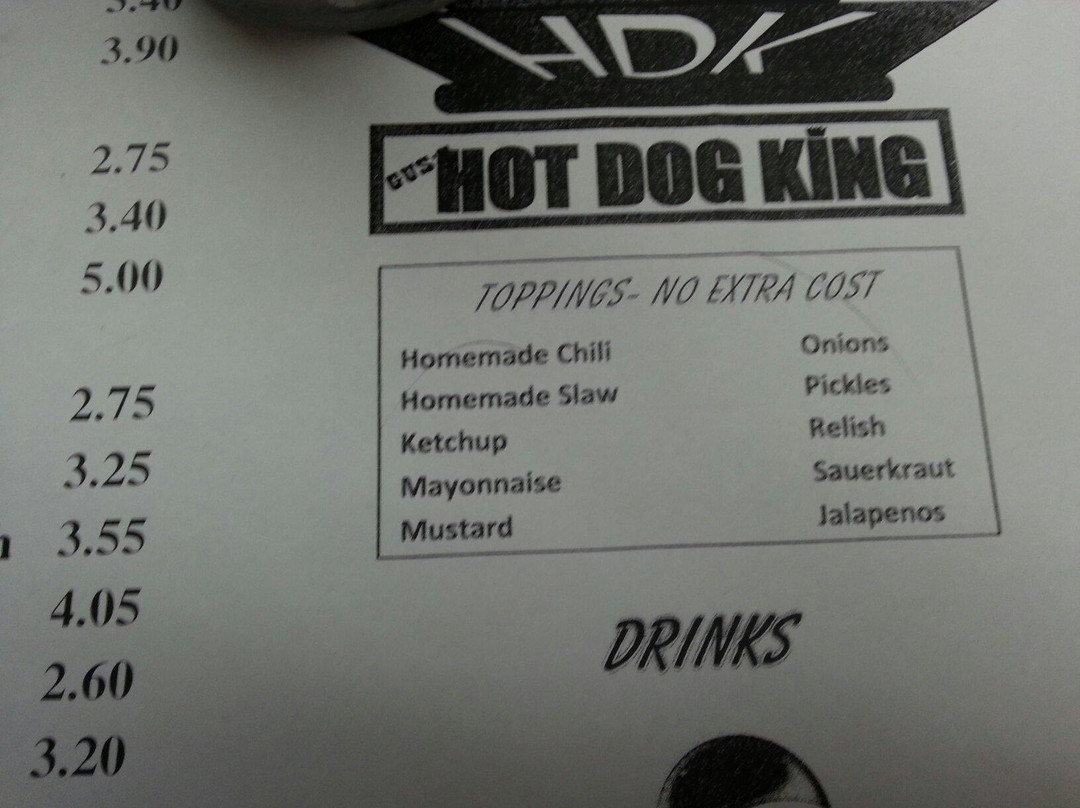 3.40
3.90
2.75
3.40
5.00
2.75
3.25
3.55
4.05
2.60
3.20
HDK
GUS' HOT DOG KING
TOPPINGS- NO EXTRA COST
Homemade Chili Onions
Homemade Slaw Pickles
Ketchup Relish
Mayonnaise Sauerkraut
Mustard Jalapenos
DRINKS